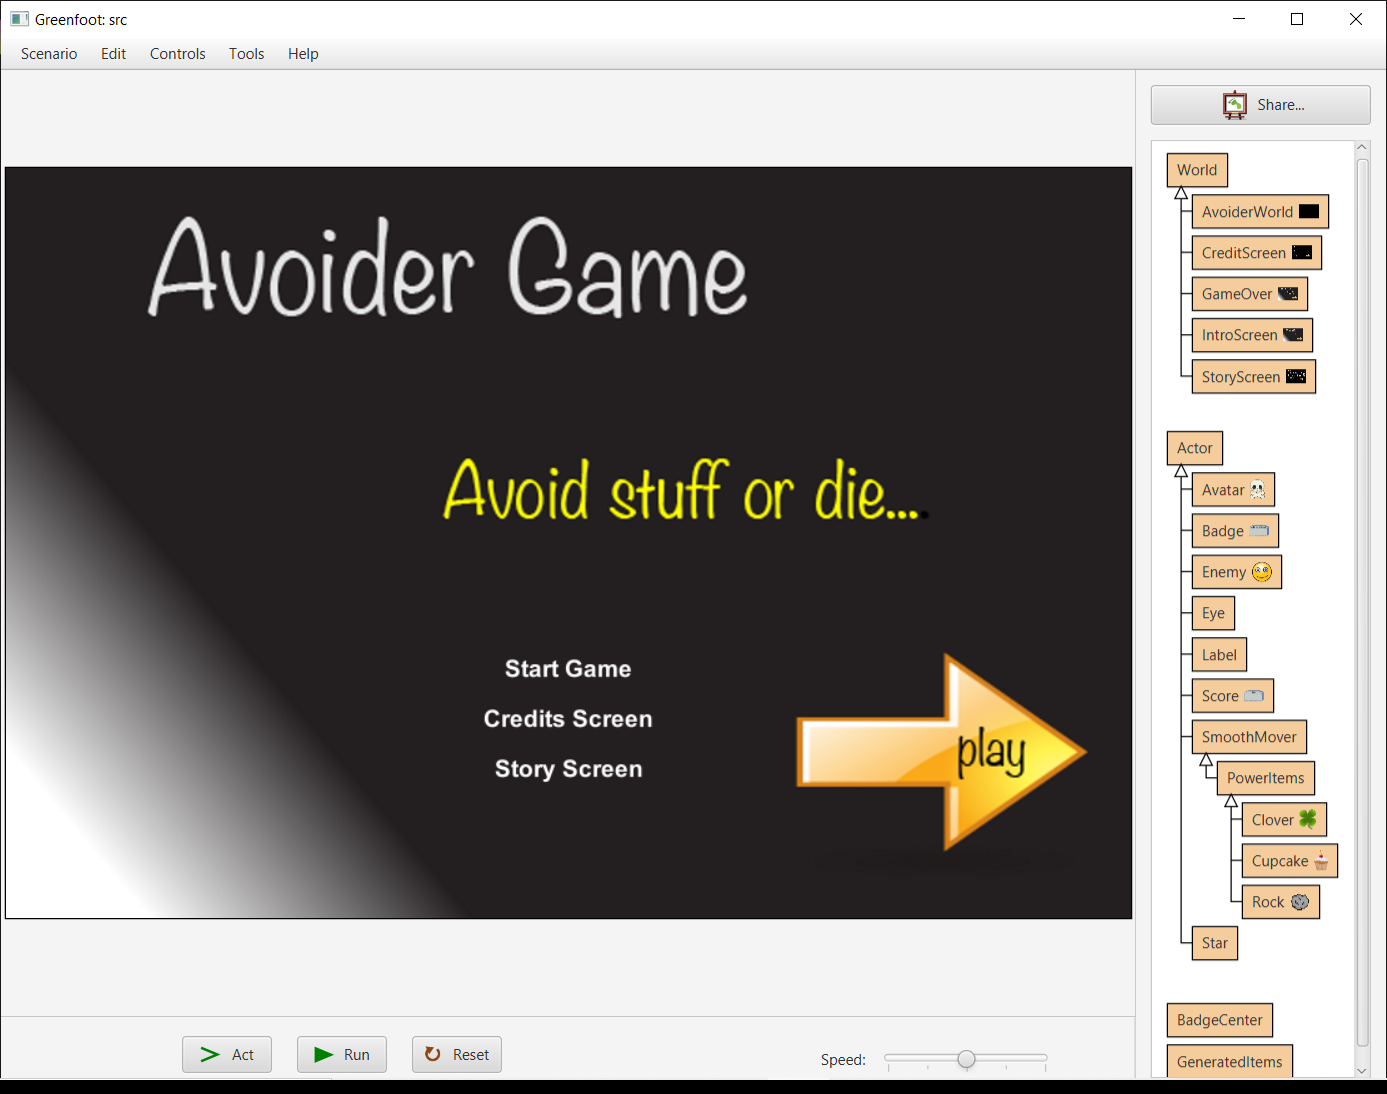 Greenfoot: src
Scenario Edit Controls Tools Help
Share...
Avoider Game
Avoid stuff or die....
Start Game
Credits Screen
Story Screen
play
World
AvoiderWorld
CreditScreen
GameOver
IntroScreen
StoryScreen
Actor
Avatar
Badge
Enemy
Eye
Label
Score
SmoothMover
PowerItems
Clover
Cupcake
Rock
Star
BadgeCenter
GeneratedItems
Act Run Reset Speed: